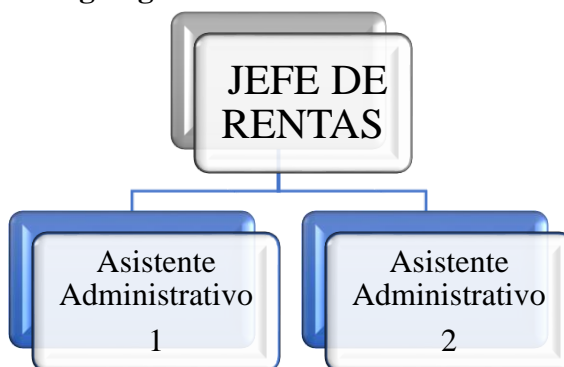 JEFE DE
RENTAS
Asistente
Administrativo
1
Asistente
Administrativo
2